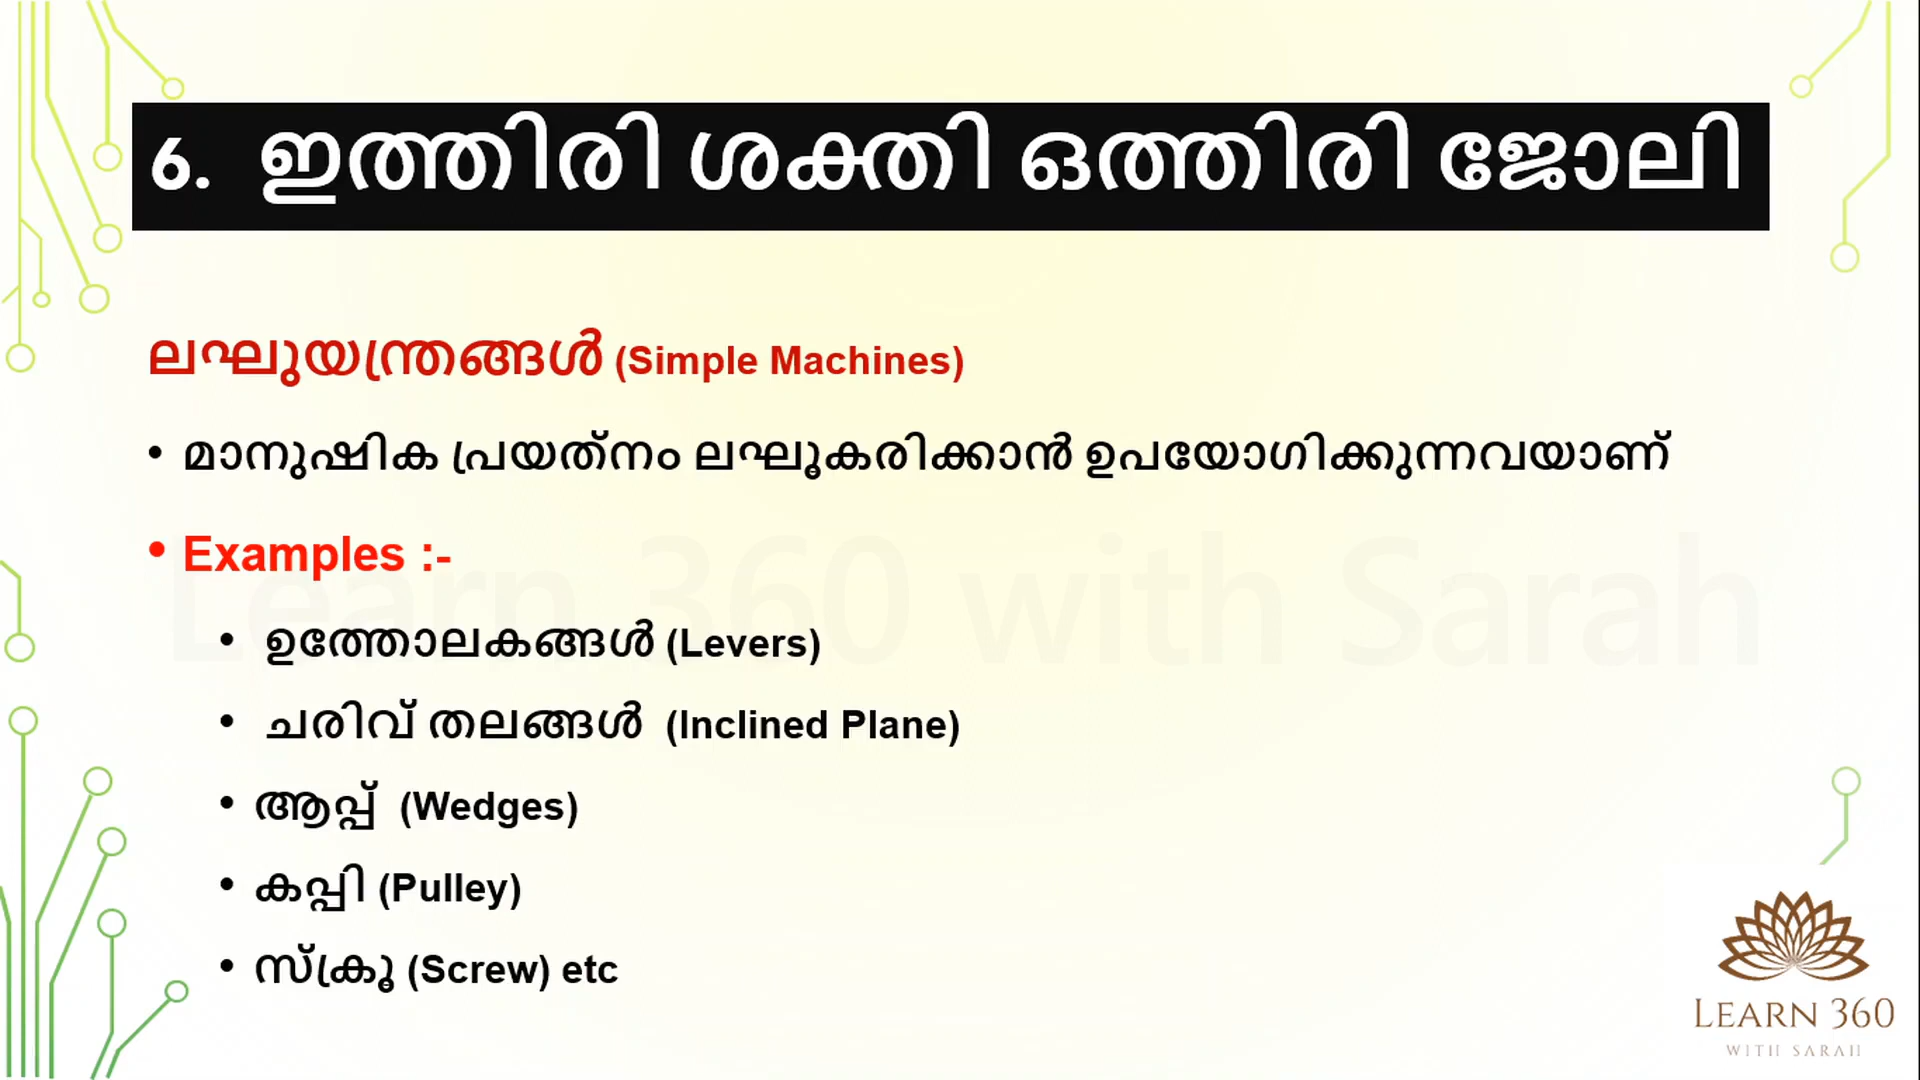 6. ഇത്തിരി ശക്തി ഒത്തിരി ജോലി
ലഘുയന്ത്രങ്ങൾ (Simple Machines)
• മാനുഷിക പ്രയത്നം ലഘൂകരിക്കാൻ ഉപയോഗിക്കുന്നവയാണ്
• Examples :-
• ഉത്തോലകങ്ങൾ (Levers)
• ചരിവ് തലങ്ങൾ (Inclined Plane)
• ആപ്പ് (Wedges)
• കപ്പി (Pulley)
• സ്ക്രൂ (Screw) etc
Learn 360 with Sarah
LEARN 360
WITH SARAH